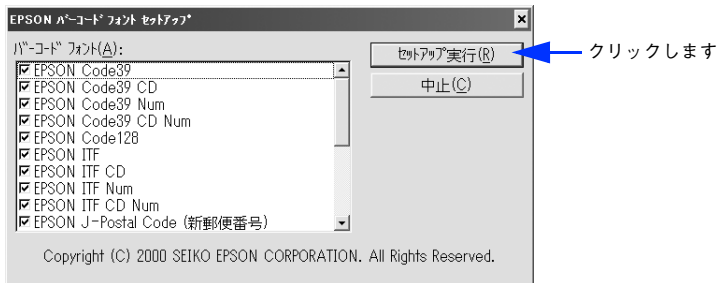 EPSON ﾊﾞｰｺｰﾄﾞ ﾌｫﾝﾄ ｾｯﾄｱｯﾌﾟ
ﾊﾞｰｺｰﾄﾞ ﾌｫﾝﾄ(A):
EPSON Code39
EPSON Code39 CD
EPSON Code39 Num
EPSON Code39 CD Num
EPSON Code128
EPSON ITF
EPSON ITF CD
EPSON ITF Num
EPSON ITF CD Num
EPSON J-Postal Code (新郵便番号)
ｾｯﾄｱｯﾌﾟ実行(R)
クリックします
中止(C)
Copyright (C) 2000 SEIKO EPSON CORPORATION. All Rights Reserved.